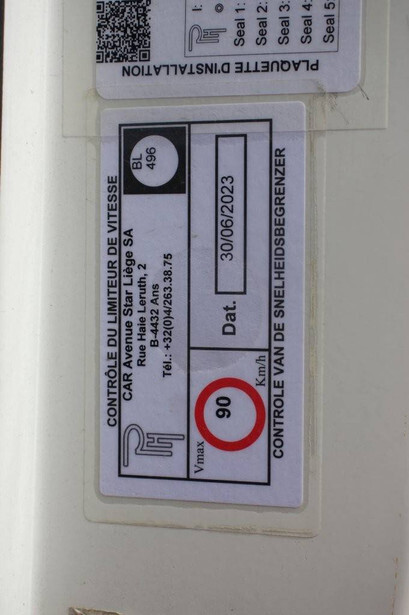 I:
Seal 1:
Seal 2:
Seal 3:
Seal 4:
Seal 5:
PLAQUETTE D'INSTALLATION
CONTRÔLE DU LIMITEUR DE VITESSE
CAR Avenue Star Liège SA
Rue Haie Leruth, 2
B-4432 Ans
Tél.: +32(0)4/263.38.75
BL
496
Vmax
90
Km/h
Dat.
30/06/2023
CONTROLE VAN DE SNELHEIDSBEGRENZER